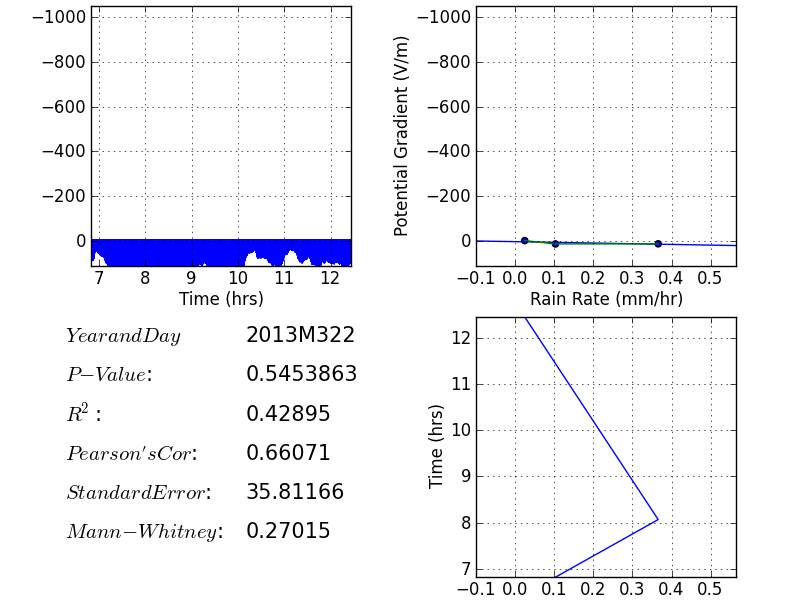 −1000
−800
−600
−400
−200
0
7 8 9 10 11 12
Time (hrs)
Potential Gradient (V/m)
−1000
−800
−600
−400
−200
0
−0.1 0.0 0.1 0.2 0.3 0.4 0.5
Rain Rate (mm/hr)
YearandDay 2013M322
P−Value: 0.5453863
R² : 0.42895
Pearson'sCor: 0.66071
StandardError: 35.81166
Mann−Whitney: 0.27015
Time (hrs)
12
11
10
9
8
7
−0.1 0.0 0.1 0.2 0.3 0.4 0.5